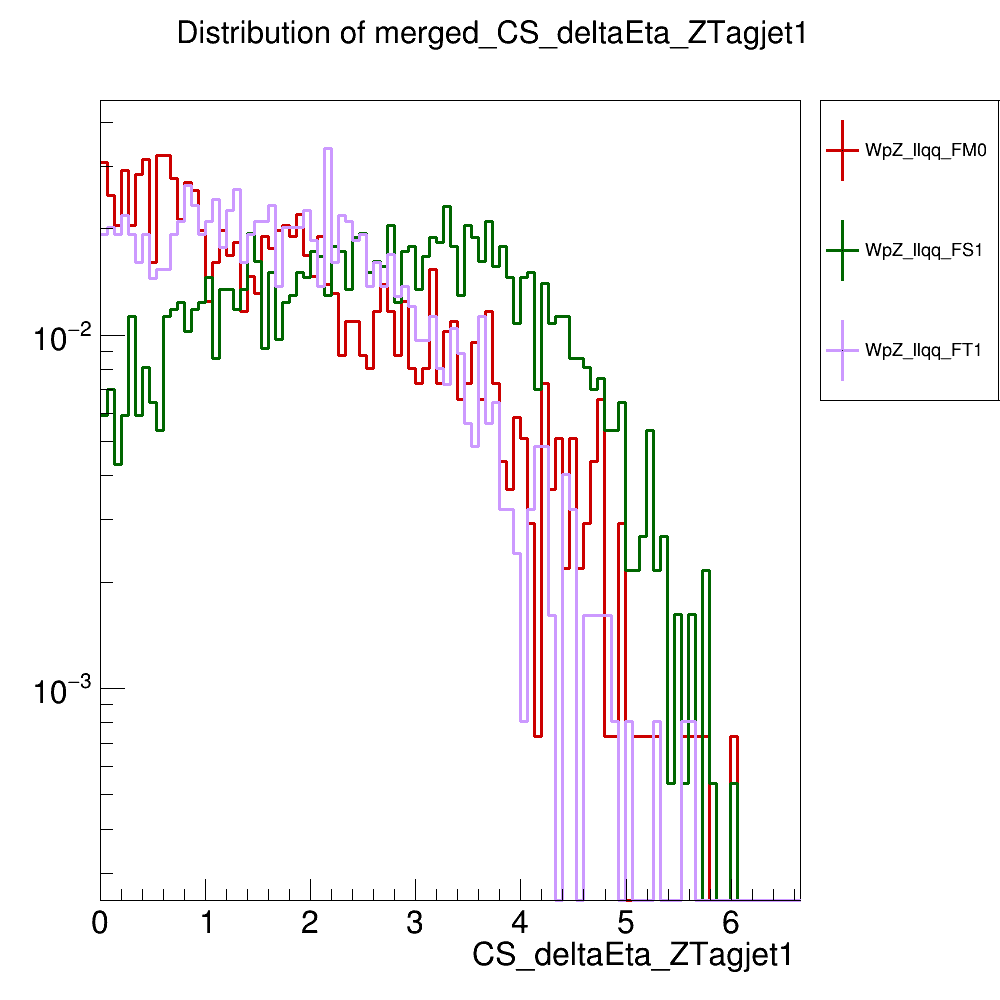 Distribution of merged_CS_deltaEta_ZTagjet1
WpZ_llqq_FM0
WpZ_llqq_FS1
WpZ_llqq_FT1
10−2
10−3
0 1 2 3 4 5 6
CS_deltaEta_ZTagjet1